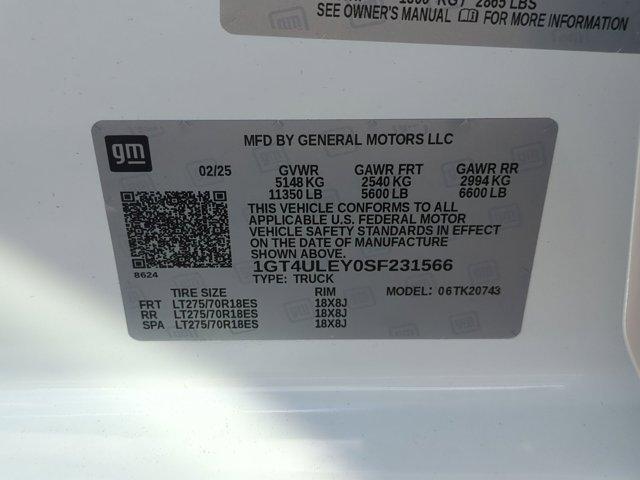 2865 LBS
SEE OWNER'S MANUAL FOR MORE INFORMATION
gm
MFD BY GENERAL MOTORS LLC
02/25 GVWR GAWR FRT GAWR RR
5148 KG 2540 KG 2994 KG
11350 LB 5600 LB 6600 LB
THIS VEHICLE CONFORMS TO ALL
APPLICABLE U.S. FEDERAL MOTOR
VEHICLE SAFETY STANDARDS IN
EFFECT ON THE DATE OF MANUFACTURE
SHOWN ABOVE.
8624
1GT4ULEY0SF231566
TYPE: TRUCK
TIRE SIZE RIM MODEL: 06TK20743
FRT LT275/70R18ES 18X8J
RR LT275/70R18ES 18X8J
SPA LT275/70R18ES 18X8J